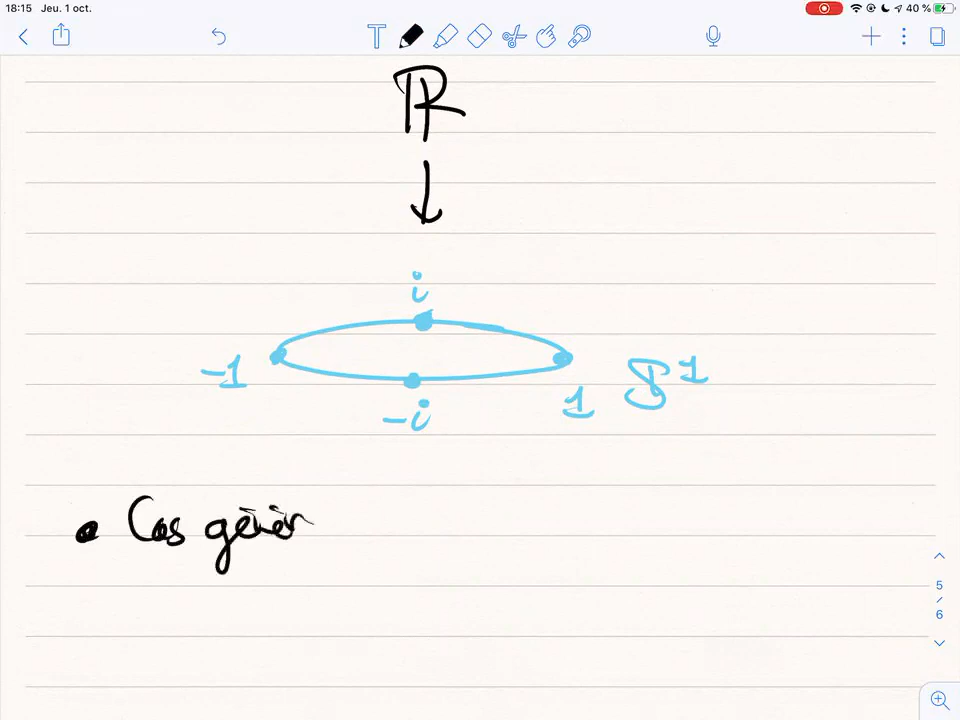 18:15 Jeu. 1 oct. 40 %
T
ℝ
↓
i
-1
-i
1
𝕊¹
• Cas génér
5
/
6